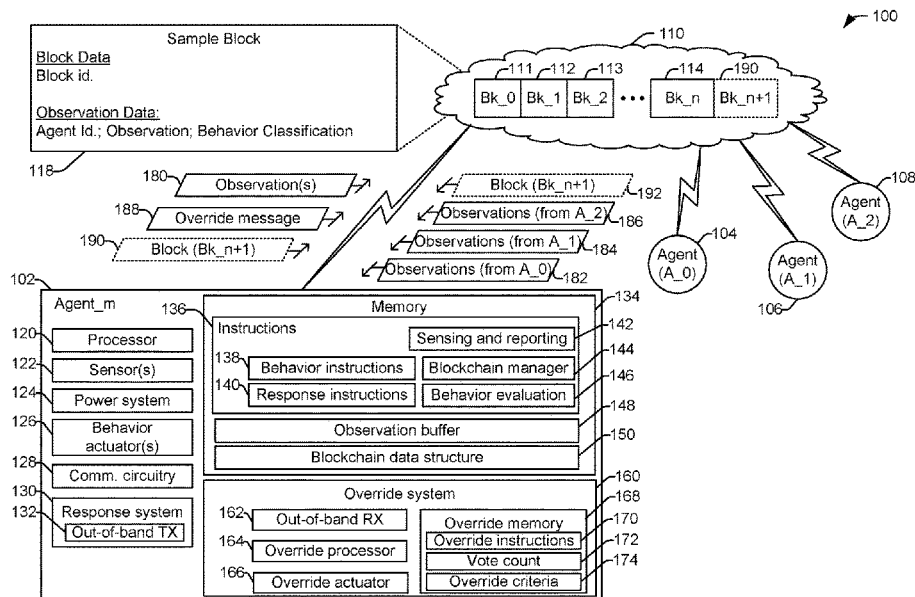 100
Sample Block
Block Data
Block id.
Observation Data:
Agent Id.; Observation; Behavior Classification
118
110
111
112
113
114
190
Bk_0
Bk_1
Bk_2
Bk_n
Bk_n+1
180
Observation(s)
188
Override message
190
Block (Bk_n+1)
Block (Bk_n+1)
192
Observations (from A_2)
186
Observations (from A_1)
184
Observations (from A_0)
182
Agent
(A_0)
104
Agent
(A_1)
106
Agent
(A_2)
108
102
Agent_m
120
Processor
122
Sensor(s)
124
Power system
126
Behavior
actuator(s)
128
Comm. circuitry
130
Response system
132
Out-of-band TX
Memory
134
136
Instructions
Sensing and reporting
142
138
Behavior instructions
Blockchain manager
144
140
Response instructions
Behavior evaluation
146
Observation buffer
148
Blockchain data structure
150
Override system
160
162
Out-of-band RX
164
Override processor
166
Override actuator
Override memory
168
Override instructions
170
Vote count
172
Override criteria
174